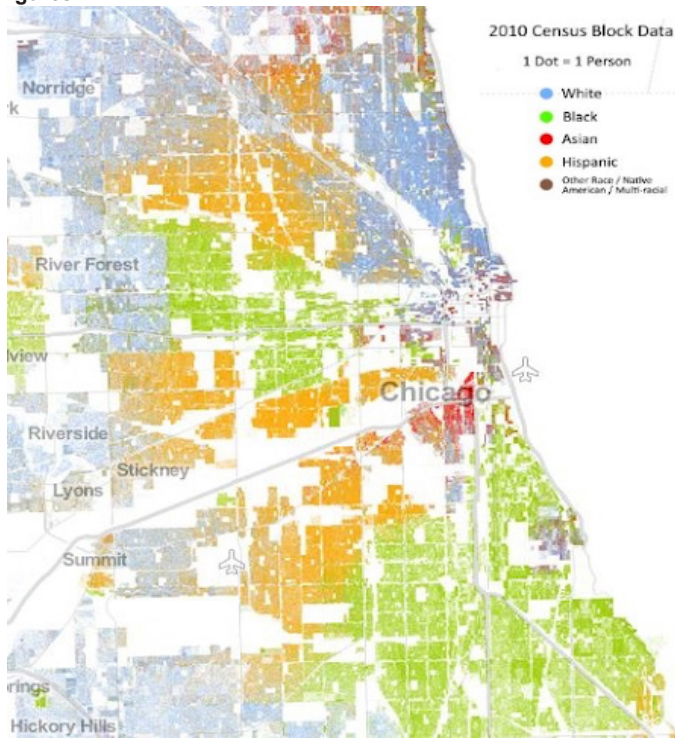 2010 Census Block Data
1 Dot = 1 Person
White
Black
Asian
Hispanic
Other Race / Native
American / Multi-racial
Norridge
River Forest
Chicago
Riverside
Stickney
Lyons
Summit
Hickory Hills